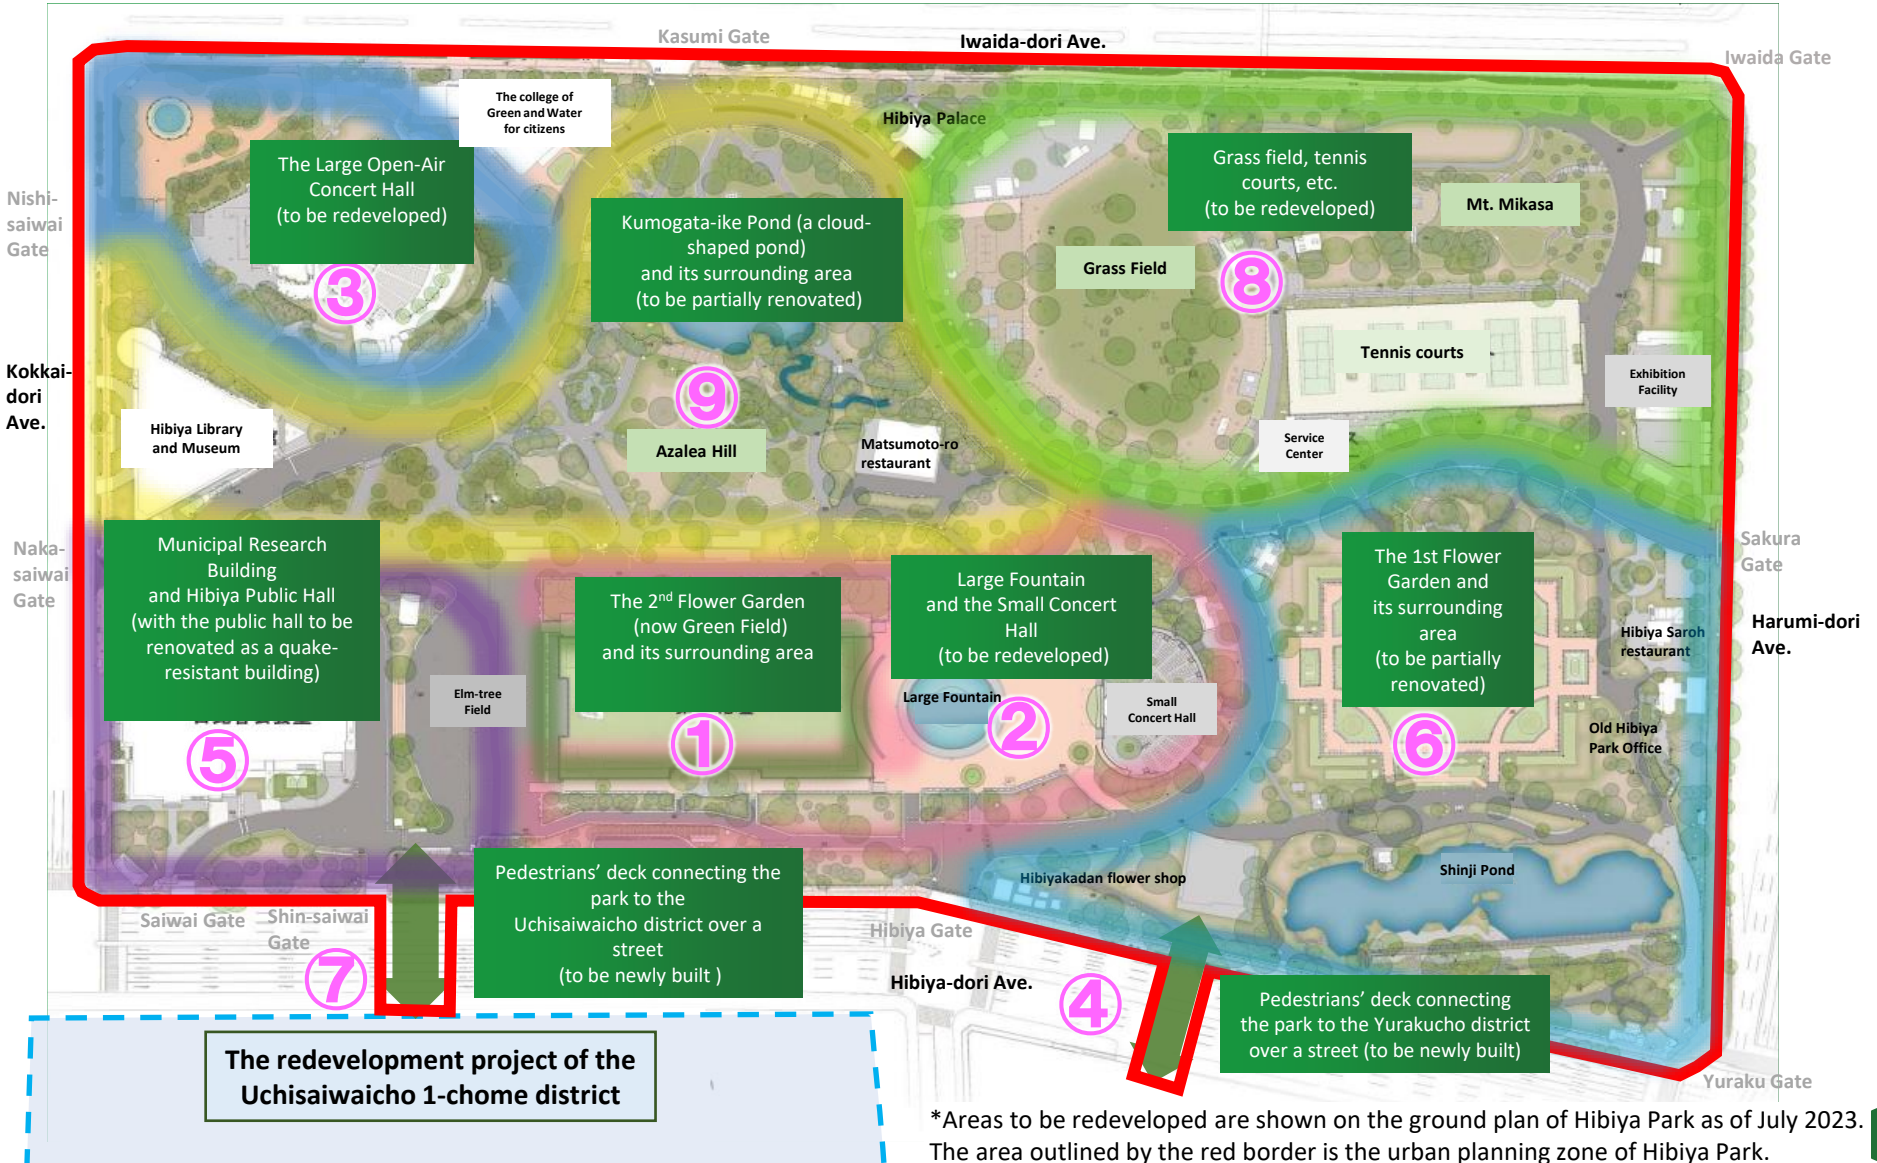 Kasumi Gate
Iwaida-dori Ave.
Iwaida Gate
The college of
Green and Water
for citizens
Hibiya Palace
The Large Open-Air
Concert Hall
(to be redeveloped)
③
Nishi-
saiwai
Gate
Kumogata-ike Pond (a cloud-
shaped pond)
and its surrounding area
(to be partially renovated)
Grass field, tennis
courts, etc.
(to be redeveloped)
Mt. Mikasa
Grass Field
⑧
Tennis courts
Exhibition
Facility
Kokkai-
dori
Ave.
⑨
Hibiya Library
and Museum
Azalea Hill
Matsumoto-ro
restaurant
Service
Center
ス
Naka-
saiwai
Gate
Municipal Research
Building
and Hibiya Public Hall
(with the public hall to be
renovated as a quake-
resistant building)
⑤
Elm-tree
Field
The 2nd Flower Garden
(now Green Field)
and its surrounding area
①
Large Fountain
and the Small Concert
Hall
(to be redeveloped)
Large Fountain
②
Small
Concert Hall
The 1st Flower
Garden and
its surrounding
area
(to be partially
renovated)
⑥
Sakura
Gate
Hibiya Saroh
restaurant
Harumi-dori
Ave.
Old Hibiya
Park Office
Pedestrians’ deck connecting the
park to the
Uchisaiwaicho district over a
street
(to be newly built )
Hibiyakadan flower shop
Shinji Pond
Saiwai Gate
Shin-saiwai
Gate
⑦
Hibiya Gate
Hibiya-dori Ave.
④
Pedestrians’ deck connecting
the park to the Yurakucho district
over a street (to be newly built)
Yuraku Gate
The redevelopment project of the
Uchisaiwaicho 1-chome district
*Areas to be redeveloped are shown on the ground plan of Hibiya Park as of July 2023.
The area outlined by the red border is the urban planning zone of Hibiya Park.